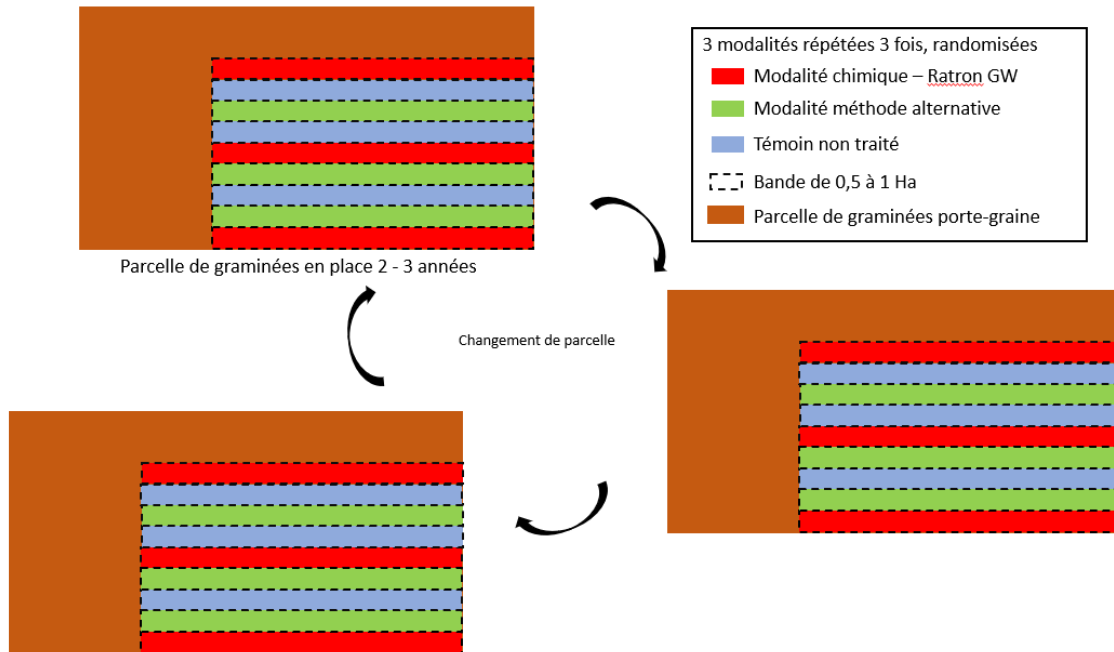 3 modalités répétées 3 fois, randomisées
Modalité chimique – Ratron GW
Modalité méthode alternative
Témoin non traité
Bande de 0,5 à 1 Ha
Parcelle de graminées porte-graine
Parcelle de graminées en place 2 - 3 années
Changement de parcelle